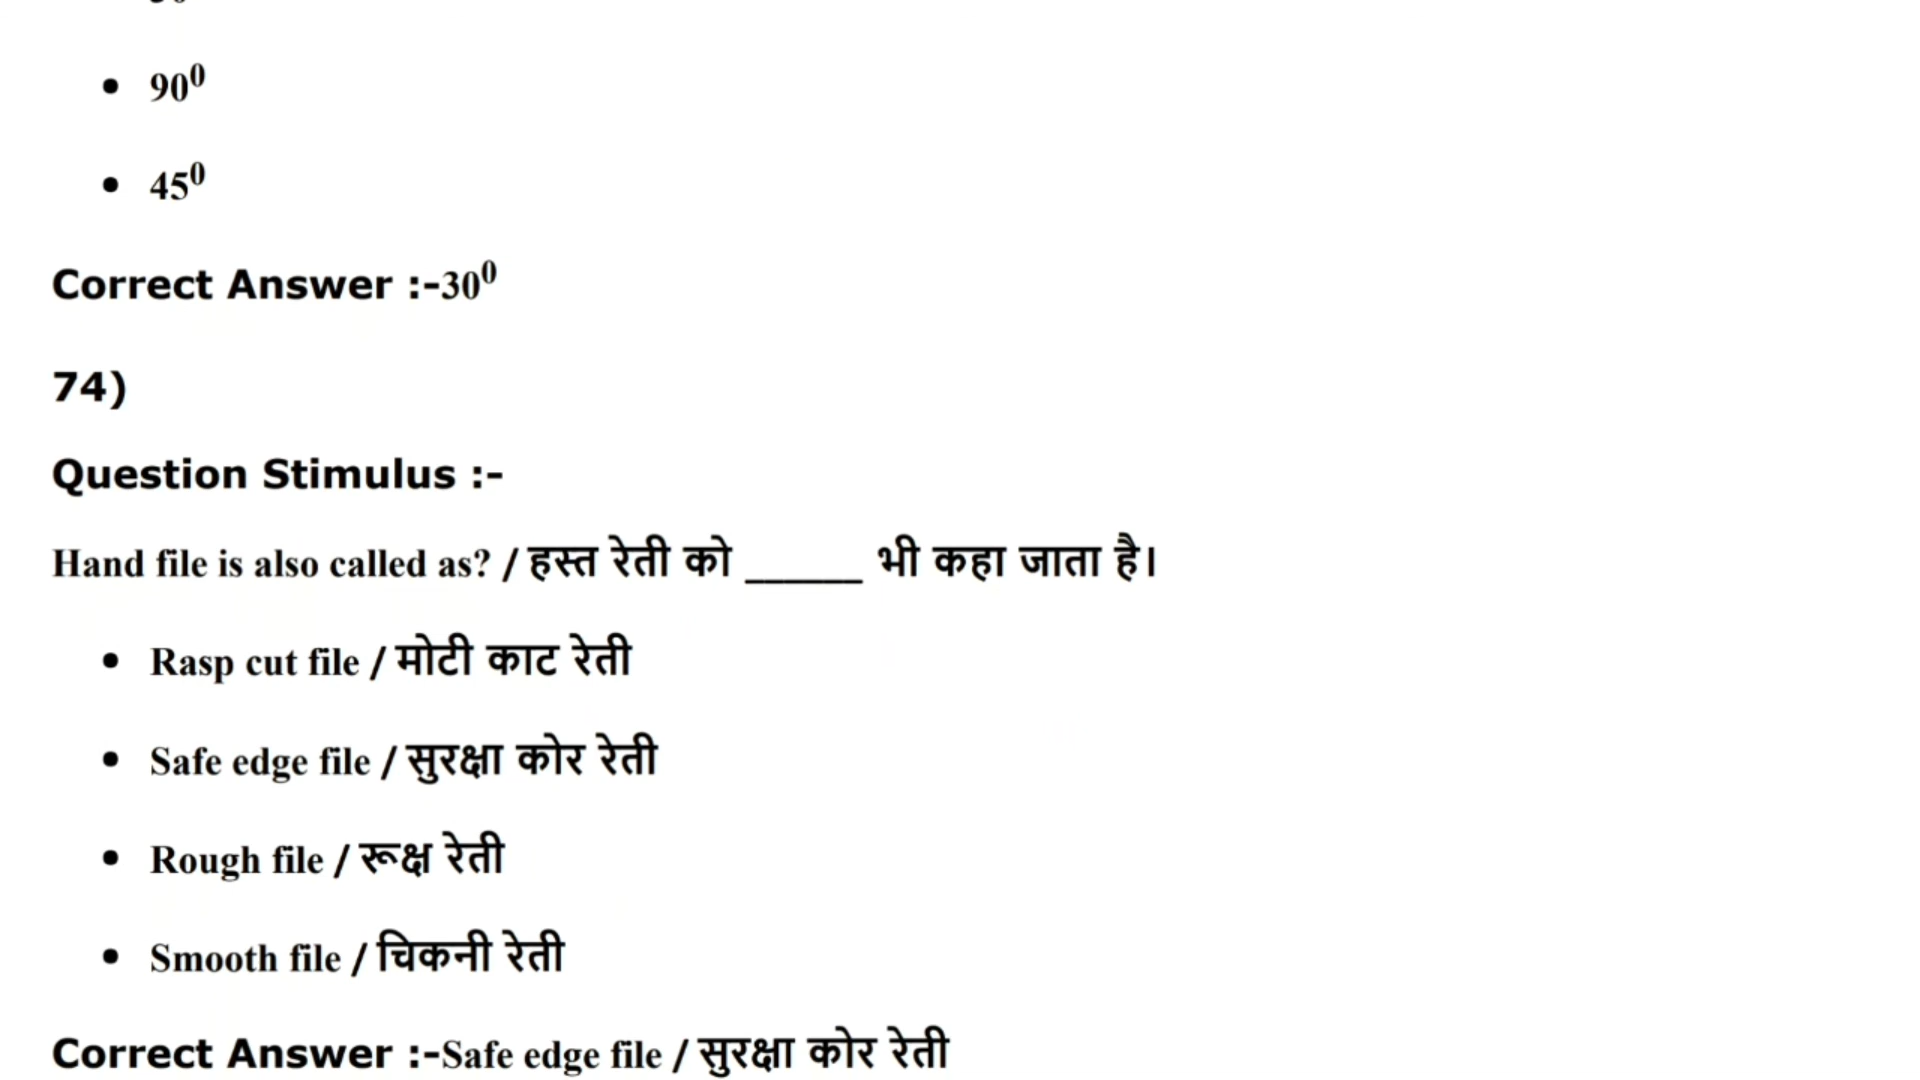 • 90⁰
• 45⁰
Correct Answer :-30⁰
74)
Question Stimulus :-
Hand file is also called as? / हस्त रेती को ______ भी कहा जाता है।
• Rasp cut file / मोटी काट रेती
• Safe edge file / सुरक्षा कोर रेती
• Rough file / रूक्ष रेती
• Smooth file / चिकनी रेती
Correct Answer :-Safe edge file / सुरक्षा कोर रेती